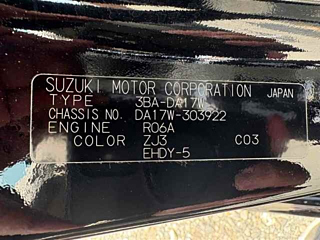 SUZUKI MOTOR CORPORATION JAPAN
TYPE 3BA-DA17W
CHASSIS NO. DA17W-303922
ENGINE R06A
COLOR ZJ3 C03
EHDY-5